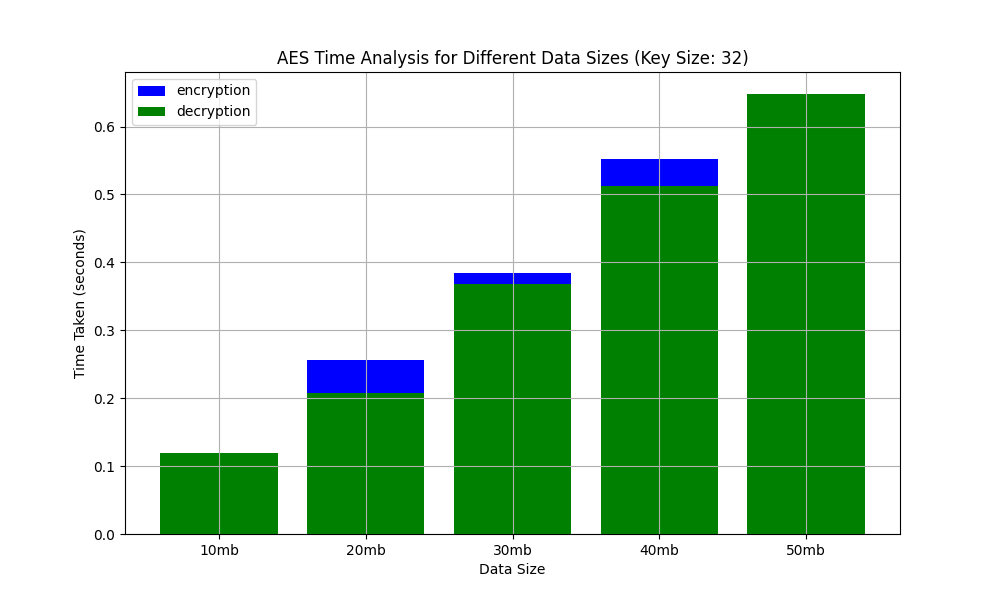 AES Time Analysis for Different Data Sizes (Key Size: 32)
encryption
decryption
Time Taken (seconds)
0.6
0.5
0.4
0.3
0.2
0.1
0.0
10mb 20mb 30mb 40mb 50mb
Data Size